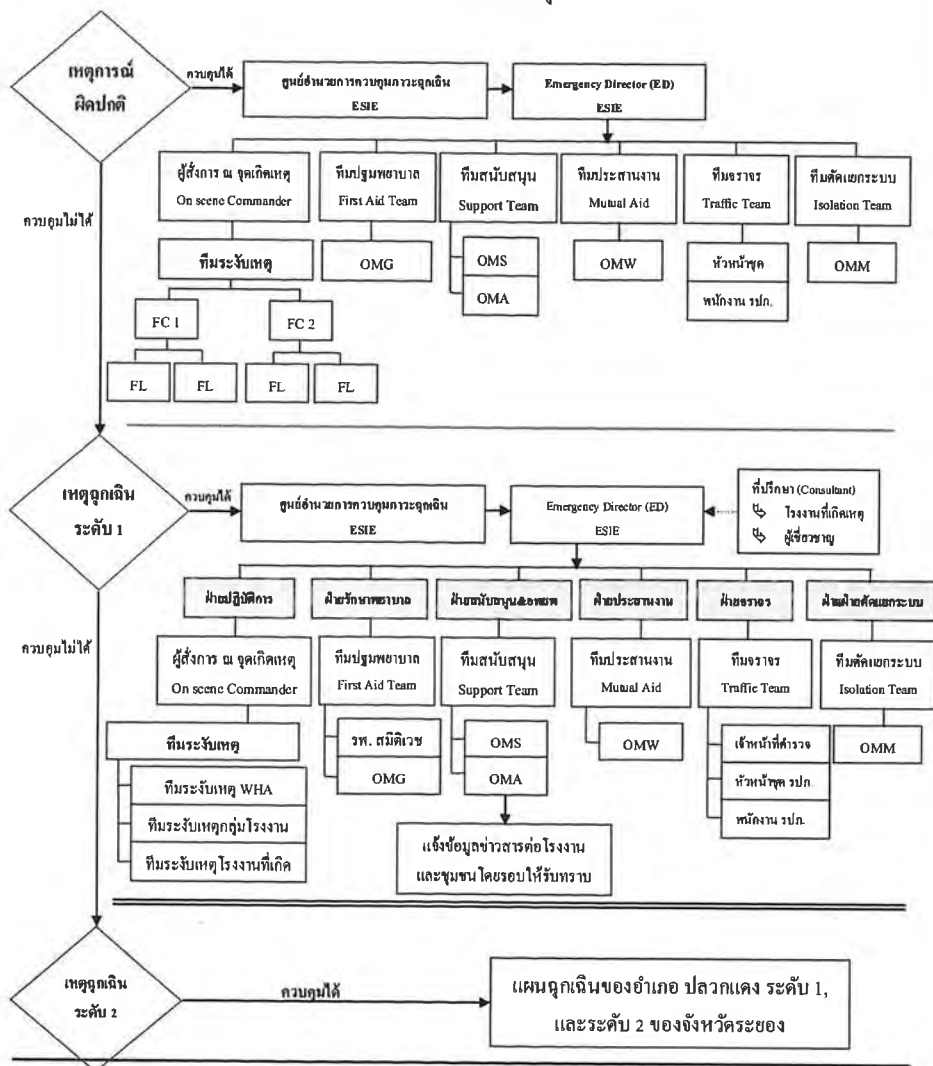 เหตุการณ์
ผิดปกติ
ควบคุมได้
ศูนย์อำนวยการควบคุมภาวะฉุกเฉิน
ESIE
Emergency Director (ED)
ESIE
ควบคุมไม่ได้
ผู้สั่งการ ณ จุดเกิดเหตุ
On scene Commander
ทีมปฐมพยาบาล
First Aid Team
ทีมสนับสนุน
Support Team
ทีมประสานงาน
Mutual Aid
ทีมจราจร
Traffic Team
ทีมตัดแยกระบบ
Isolation Team
ทีมระงับเหตุ
OMG
OMS
OMA
OMW
หัวหน้าชุด
พนักงาน รปภ.
OMM
FC 1
FC 2
FL
FL
FL
FL
เหตุฉุกเฉิน
ระดับ 1
ควบคุมได้
ศูนย์อำนวยการควบคุมภาวะฉุกเฉิน
ESIE
Emergency Director (ED)
ESIE
ที่ปรึกษา (Consultant)
โรงงานที่เกิดเหตุ
ผู้เชี่ยวชาญ
ควบคุมไม่ได้
ฝ่ายปฏิบัติการ
ฝ่ายรักษาพยาบาล
ฝ่ายสนับสนุน&อพยพ
ฝ่ายประสานงาน
ฝ่ายจราจร
ฝ่ายฝ่ายตัดแยกระบบ
ผู้สั่งการ ณ จุดเกิดเหตุ
On scene Commander
ทีมปฐมพยาบาล
First Aid Team
ทีมสนับสนุน
Support Team
ทีมประสานงาน
Mutual Aid
ทีมจราจร
Traffic Team
ทีมตัดแยกระบบ
Isolation Team
ทีมระงับเหตุ
ทีมระงับเหตุ WHA
ทีมระงับเหตุกลุ่มโรงงาน
ทีมระงับเหตุโรงงานที่เกิด
รพ. สมิติเวช
OMG
OMS
OMA
OMW
เจ้าหน้าที่ตำรวจ
หัวหน้าชุด รปภ.
พนักงาน รปภ.
OMM
แจ้งข้อมูลข่าวสารต่อโรงงาน
และชุมชนโดยรอบให้รับทราบ
เหตุฉุกเฉิน
ระดับ 2
ควบคุมได้
แผนฉุกเฉินของอำเภอ ปลวกแดง ระดับ 1,
และระดับ 2 ของจังหวัดระยอง